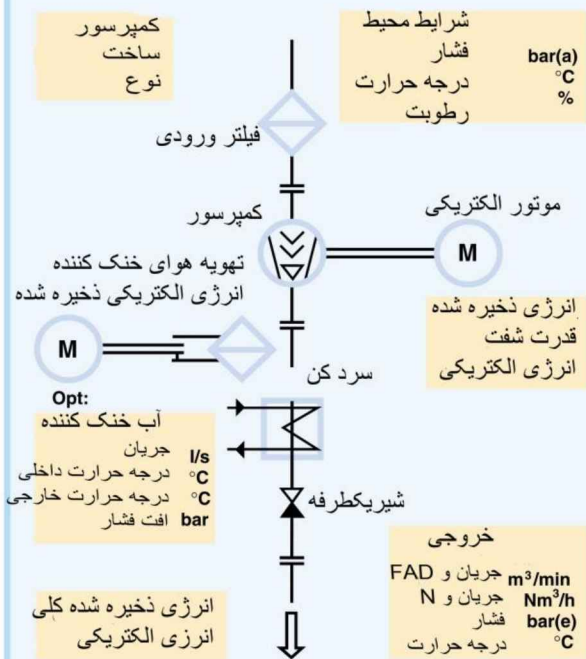 کمپرسور
ساخت
نوع
شرایط محیط
فشار bar(a)
درجه حرارت °C
رطوبت %
فیلتر ورودی
کمپرسور
موتور الکتریکی
M
تهویه هوای خنک کننده
انرژی الکتریکی ذخیره شده
M
انرژی ذخیره شده
قدرت شفت
انرژی الکتریکی
سرد کن
Opt:
آب خنک کننده
جریان l/s
درجه حرارت داخلی °C
درجه حرارت خارجی °C
افت فشار bar
شیریکطرفه
خروجی
جریان و FAD m³/min
جریان و N Nm³/h
فشار bar(e)
درجه حرارت °C
انرژی ذخیره شده کلی
انرزی الکتریکی